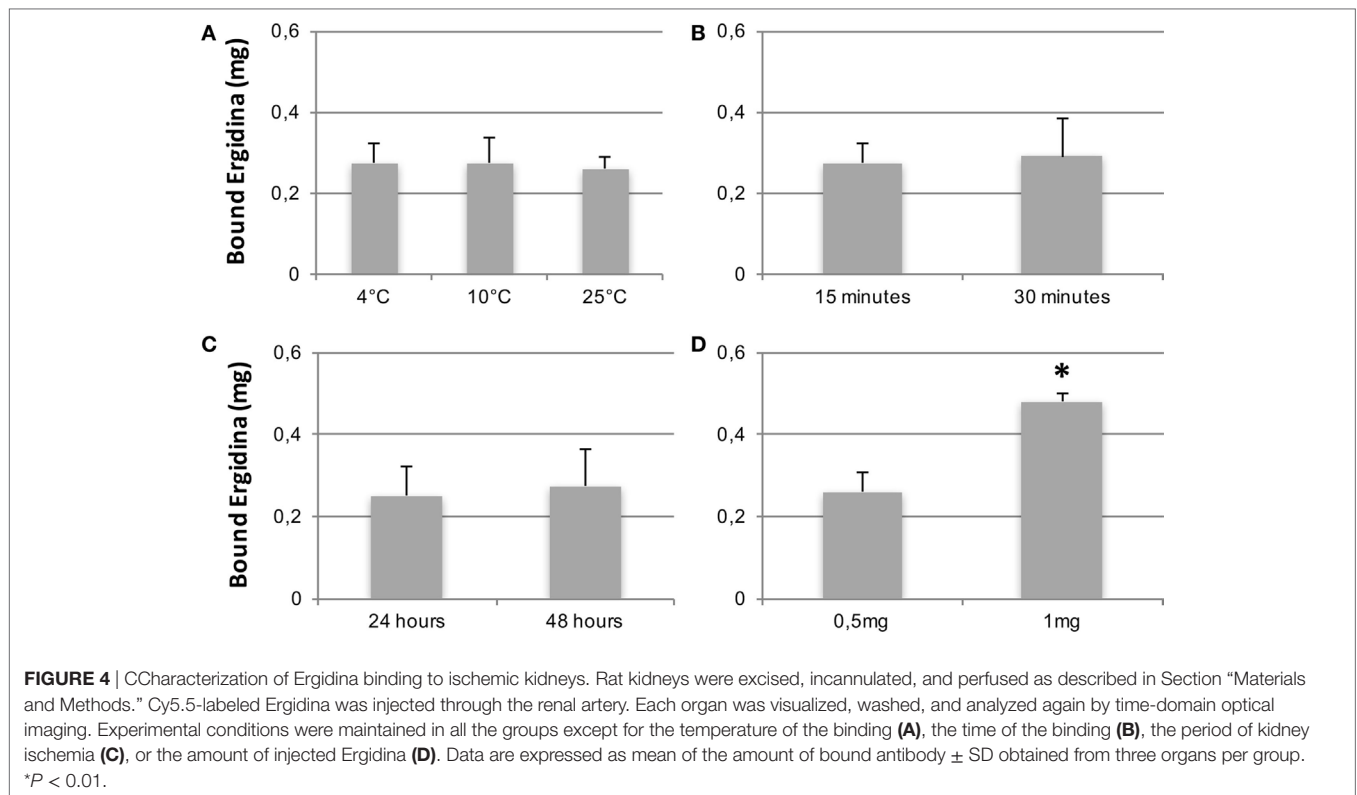 A
B
Bound Ergidina (mg)
0,6
0,4
0,2
0
4°C 10°C 25°C
0,6
0,4
0,2
0
15 minutes 30 minutes
C
D
Bound Ergidina (mg)
0,6
0,4
0,2
0
24 hours 48 hours
0,6
0,4
0,2
0
*
0,5mg 1mg
FIGURE 4 | CCharacterization of Ergidina binding to ischemic kidneys. Rat kidneys were excised, incannulated, and perfused as described in Section “Materials
and Methods.” Cy5.5-labeled Ergidina was injected through the renal artery. Each organ was visualized, washed, and analyzed again by time-domain optical
imaging. Experimental conditions were maintained in all the groups except for the temperature of the binding (A), the time of the binding (B), the period of kidney
ischemia (C), or the amount of injected Ergidina (D). Data are expressed as mean of the amount of bound antibody ± SD obtained from three organs per group.
*P < 0.01.